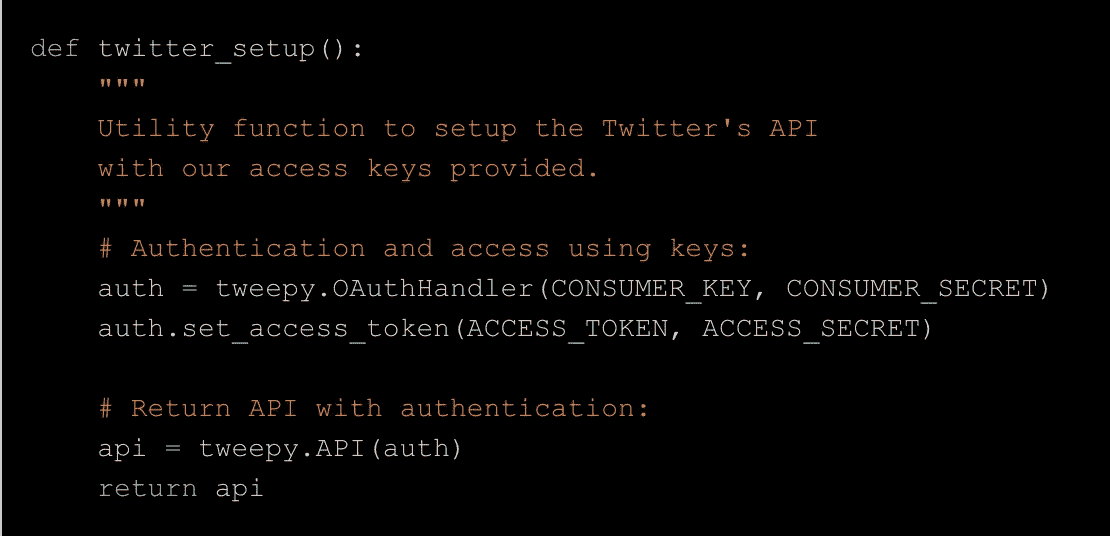 def twitter_setup():
    """
    Utility function to setup the Twitter's API
    with our access keys provided.
    """
    # Authentication and access using keys:
    auth = tweepy.OAuthHandler(CONSUMER_KEY, CONSUMER_SECRET)
    auth.set_access_token(ACCESS_TOKEN, ACCESS_SECRET)

    # Return API with authentication:
    api = tweepy.API(auth)
    return api